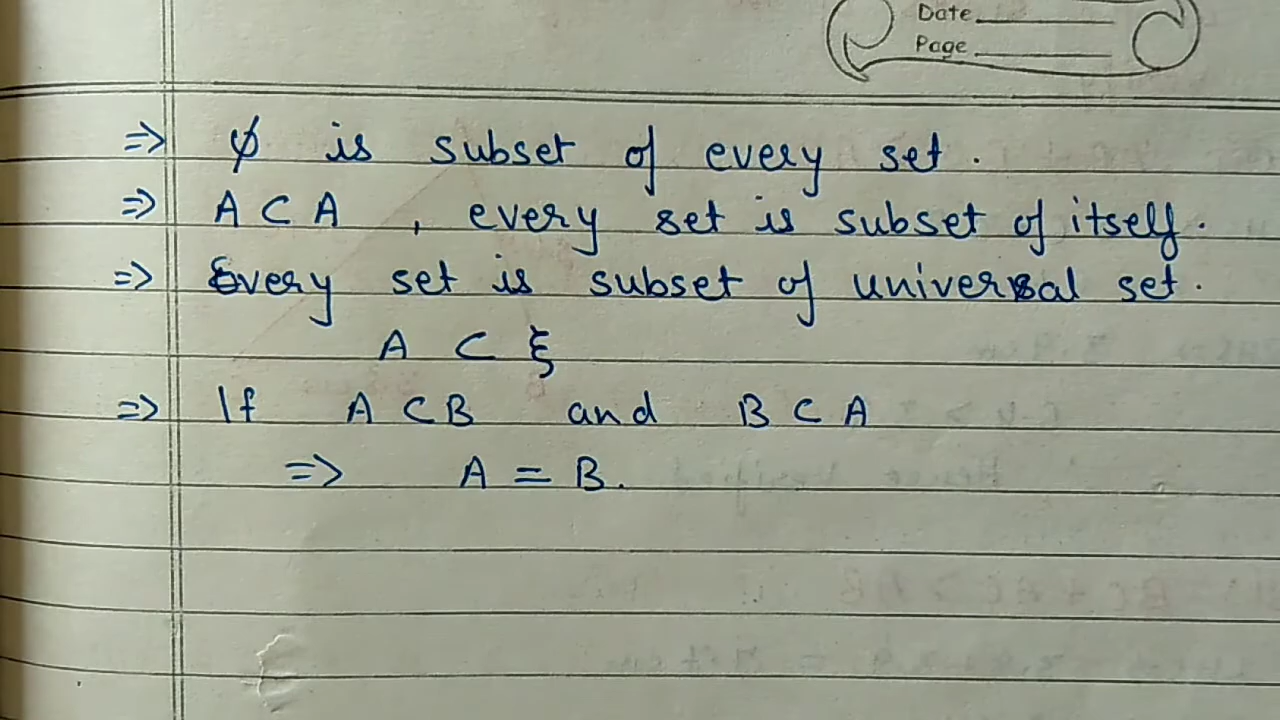 Date
Page
=> φ is subset of every set.
=> A ⊂ A, every set is subset of itself.
=> Every set is subset of universal set.
A ⊂ ξ
=> If A ⊂ B and B ⊂ A
=> A = B.